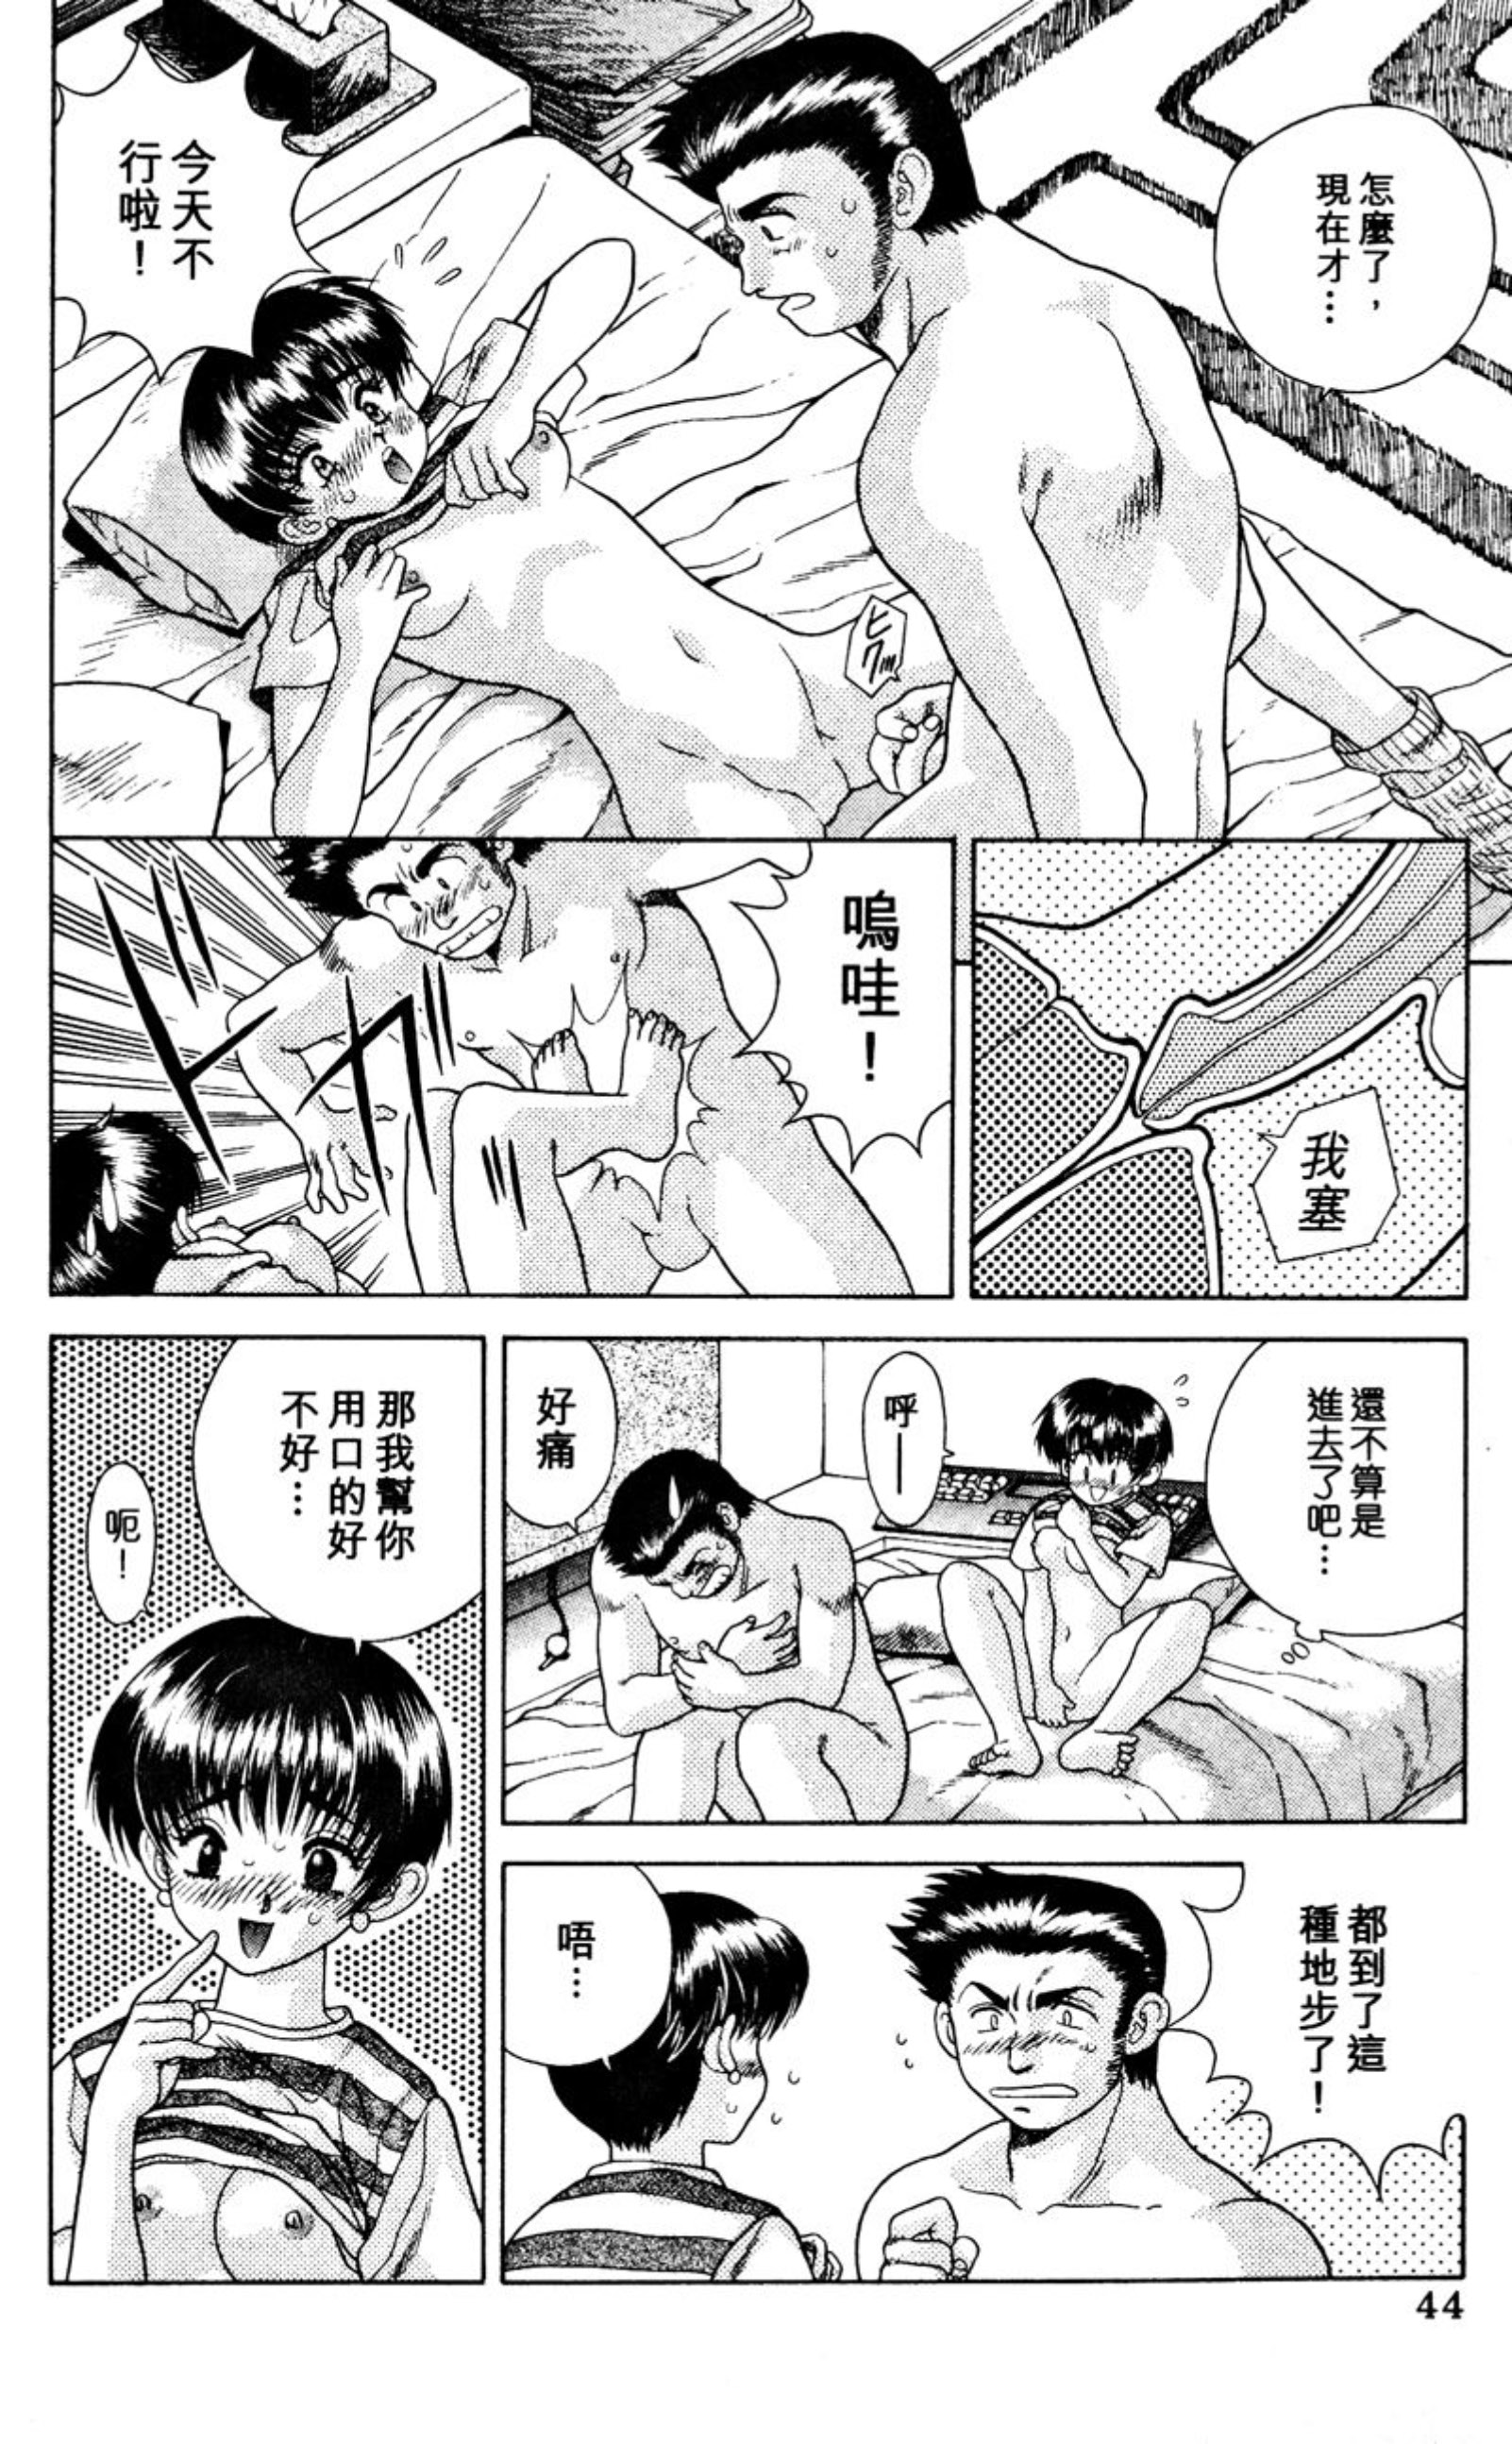 怎麼了，
現在才…
今天不
行啦！
ヒクッ
我塞
嗚哇！
ドカ
還不算是
進去了吧…
呼——
好痛
都到了這
種地步了！
唔…
那我幫你
用口的好
不好…
呃！
44